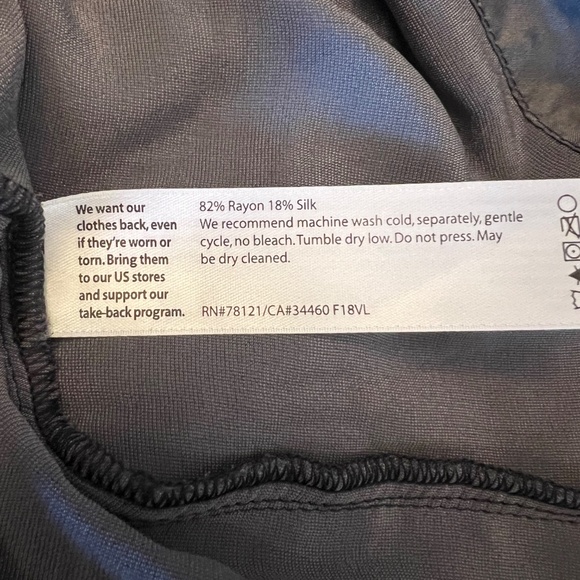 We want our
clothes back, even
if they're worn or
torn. Bring them
to our US stores
and support our
take-back program.
82% Rayon 18% Silk
We recommend machine wash cold, separately, gentle
cycle, no bleach. Tumble dry low. Do not press. May
be dry cleaned.
RN#78121/CA#34460 F18VL